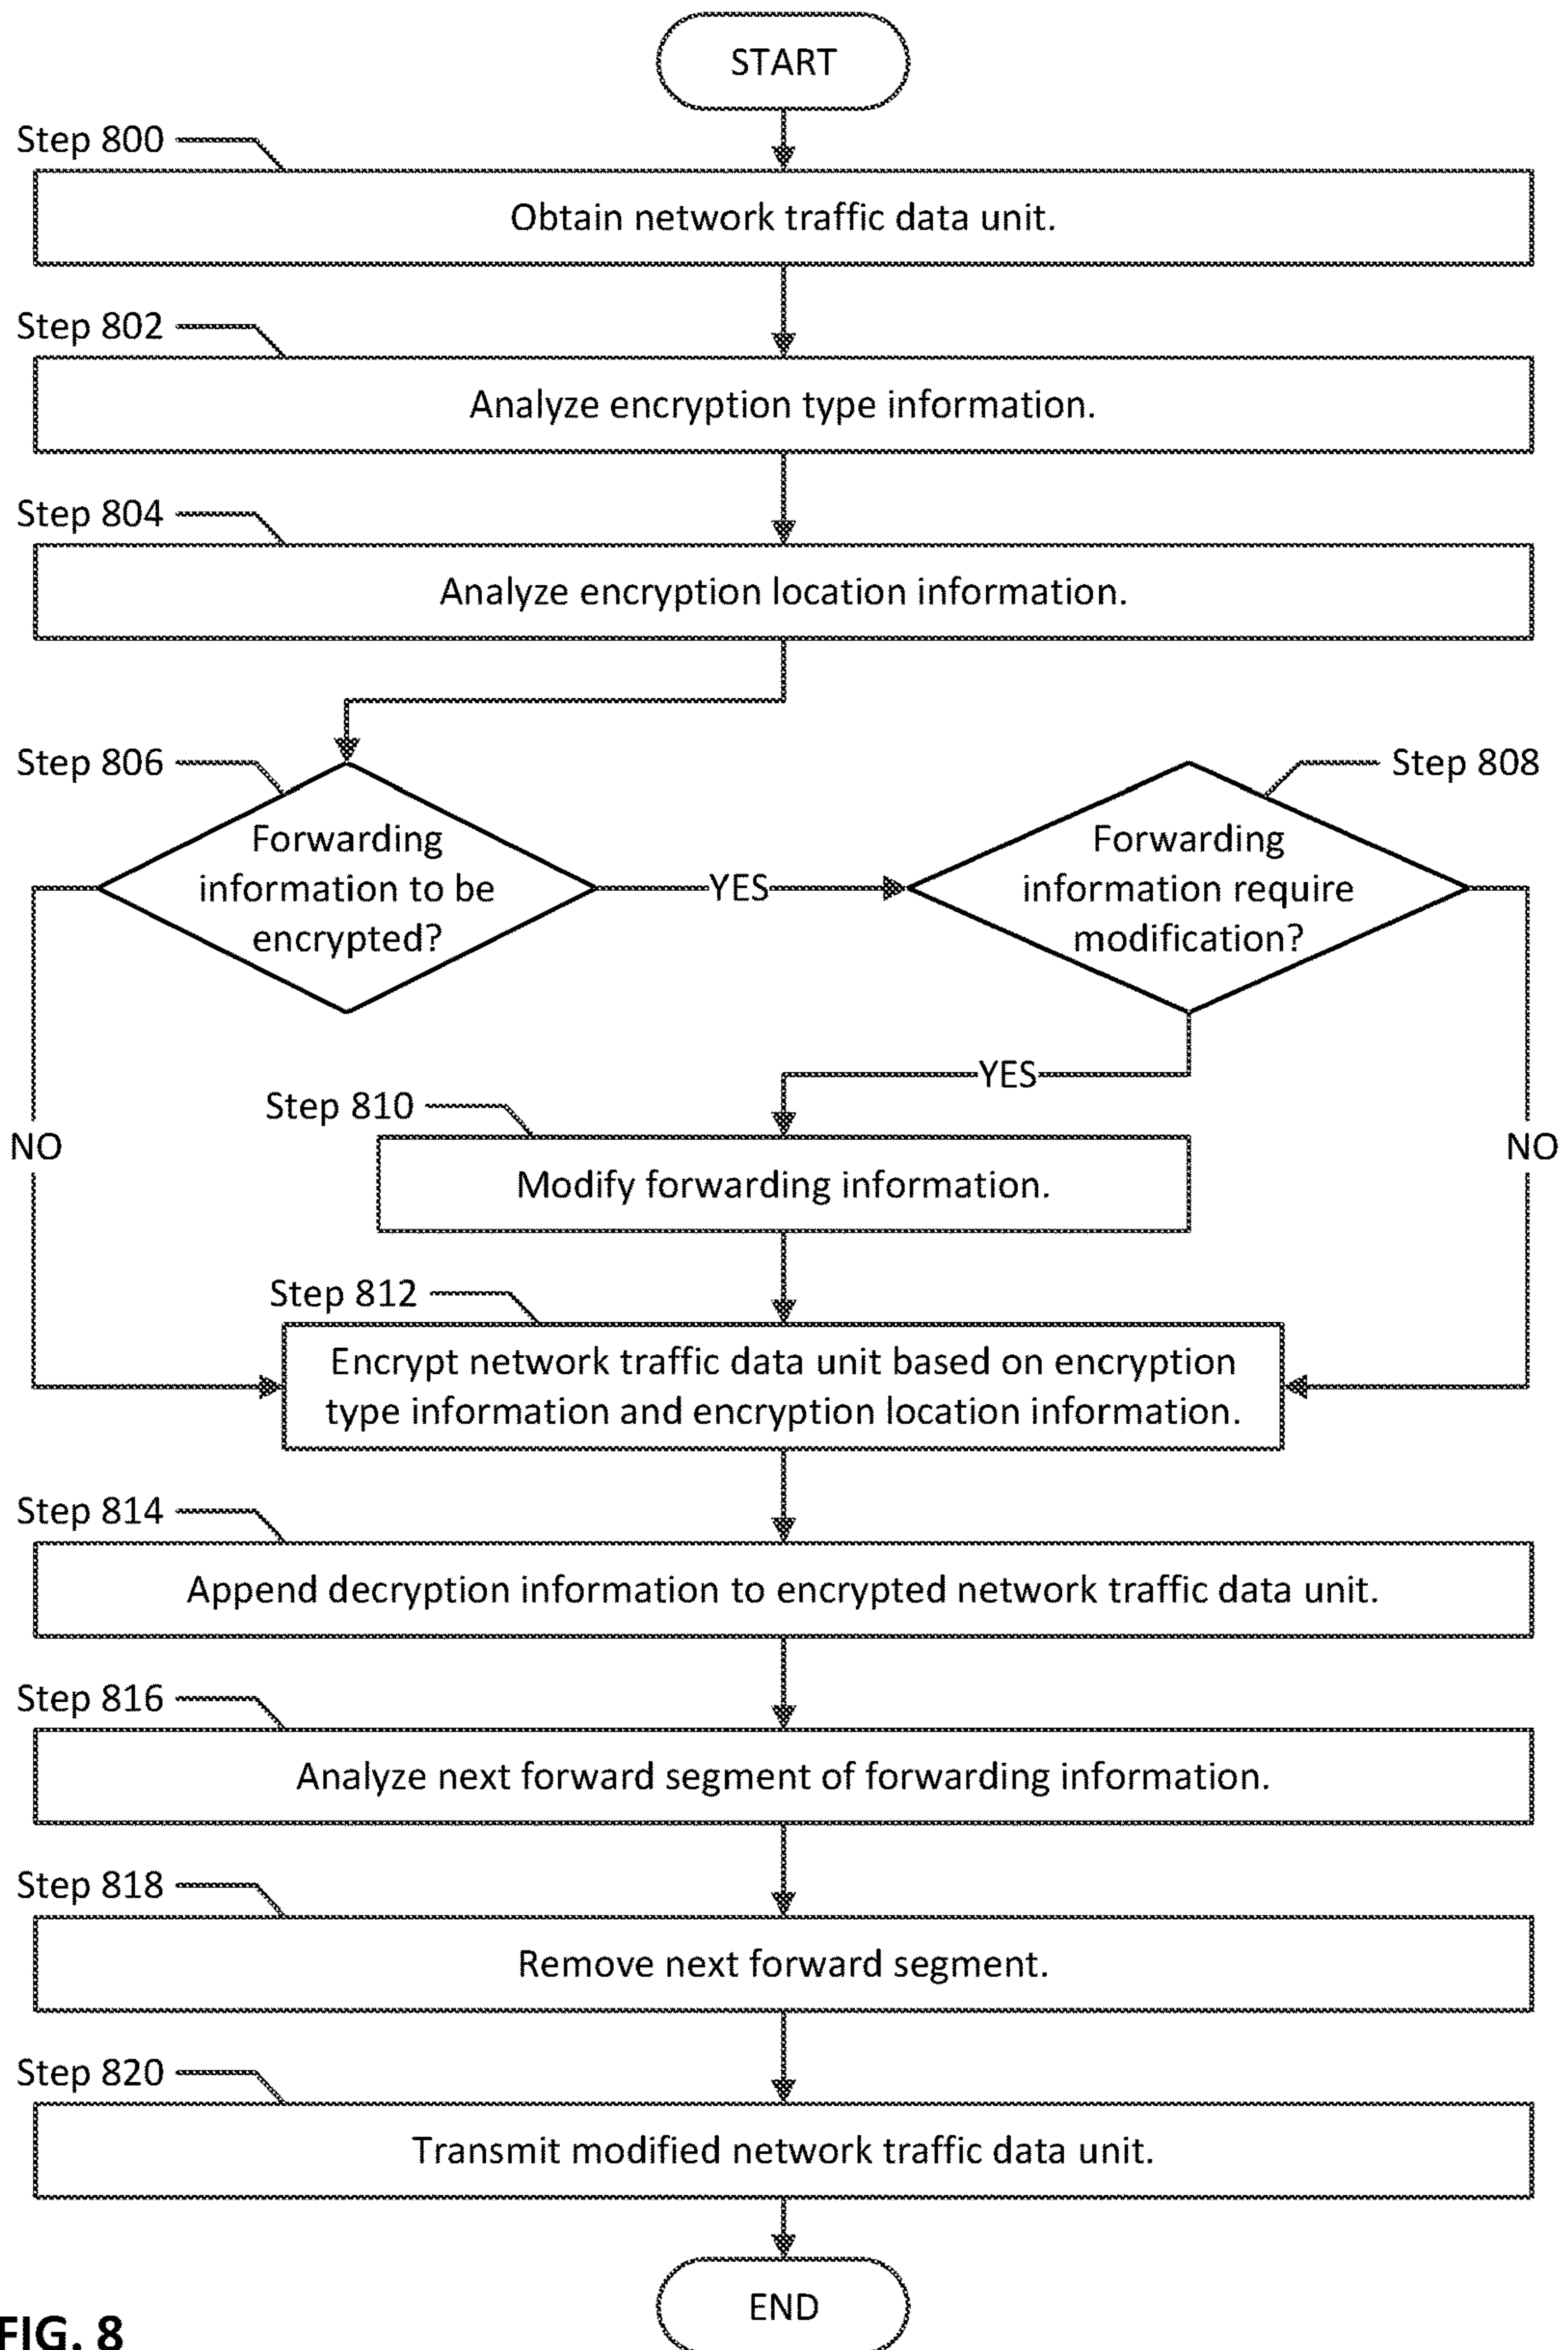 START
Step 800
Obtain network traffic data unit.
Step 802
Analyze encryption type information.
Step 804
Analyze encryption location information.
Step 806
Step 808
Forwarding
information to be
encrypted?
YES
Forwarding
information require
modification?
YES
Step 810
NO
NO
Modify forwarding information.
Step 812
Encrypt network traffic data unit based on encryption
type information and encryption location information.
Step 814
Append decryption information to encrypted network traffic data unit.
Step 816
Analyze next forward segment of forwarding information.
Step 818
Remove next forward segment.
Step 820
Transmit modified network traffic data unit.
END
FIG. 8